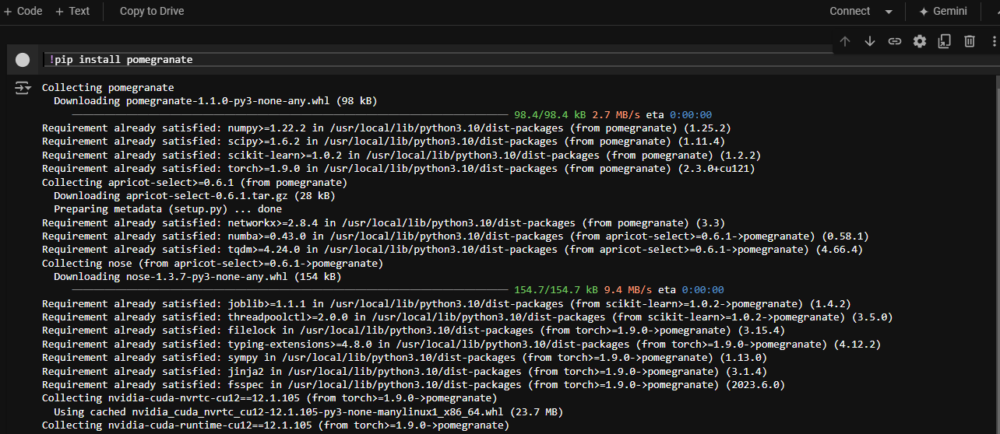 + Code + Text Copy to Drive Connect Gemini
!pip install pomegranate
Collecting pomegranate
Downloading pomegranate-1.1.0-py3-none-any.whl (98 kB)
98.4/98.4 kB 2.7 MB/s eta 0:00:00
Requirement already satisfied: numpy>=1.22.2 in /usr/local/lib/python3.10/dist-packages (from pomegranate) (1.25.2)
Requirement already satisfied: scipy>=1.6.2 in /usr/local/lib/python3.10/dist-packages (from pomegranate) (1.11.4)
Requirement already satisfied: scikit-learn>=1.0.2 in /usr/local/lib/python3.10/dist-packages (from pomegranate) (1.2.2)
Requirement already satisfied: torch>=1.9.0 in /usr/local/lib/python3.10/dist-packages (from pomegranate) (2.3.0+cu121)
Collecting apricot-select>=0.6.1 (from pomegranate)
Downloading apricot-select-0.6.1.tar.gz (28 kB)
Preparing metadata (setup.py) ... done
Requirement already satisfied: networkx>=2.8.4 in /usr/local/lib/python3.10/dist-packages (from pomegranate) (3.3)
Requirement already satisfied: numba>=0.43.0 in /usr/local/lib/python3.10/dist-packages (from apricot-select>=0.6.1->pomegranate) (0.58.1)
Requirement already satisfied: tqdm>=4.24.0 in /usr/local/lib/python3.10/dist-packages (from apricot-select>=0.6.1->pomegranate) (4.66.4)
Collecting nose (from apricot-select>=0.6.1->pomegranate)
Downloading nose-1.3.7-py3-none-any.whl (154 kB)
154.7/154.7 kB 9.4 MB/s eta 0:00:00
Requirement already satisfied: joblib>=1.1.1 in /usr/local/lib/python3.10/dist-packages (from scikit-learn>=1.0.2->pomegranate) (1.4.2)
Requirement already satisfied: threadpoolctl>=2.0.0 in /usr/local/lib/python3.10/dist-packages (from scikit-learn>=1.0.2->pomegranate) (3.5.0)
Requirement already satisfied: filelock in /usr/local/lib/python3.10/dist-packages (from torch>=1.9.0->pomegranate) (3.15.4)
Requirement already satisfied: typing-extensions>=4.8.0 in /usr/local/lib/python3.10/dist-packages (from torch>=1.9.0->pomegranate) (4.12.2)
Requirement already satisfied: sympy in /usr/local/lib/python3.10/dist-packages (from torch>=1.9.0->pomegranate) (1.13.0)
Requirement already satisfied: jinja2 in /usr/local/lib/python3.10/dist-packages (from torch>=1.9.0->pomegranate) (3.1.4)
Requirement already satisfied: fsspec in /usr/local/lib/python3.10/dist-packages (from torch>=1.9.0->pomegranate) (2023.6.0)
Collecting nvidia-cuda-nvrtc-cu12==12.1.105 (from torch>=1.9.0->pomegranate)
Using cached nvidia_cuda_nvrtc_cu12-12.1.105-py3-none-manylinux1_x86_64.whl (23.7 MB)
Collecting nvidia-cuda-runtime-cu12==12.1.105 (from torch>=1.9.0->pomegranate)